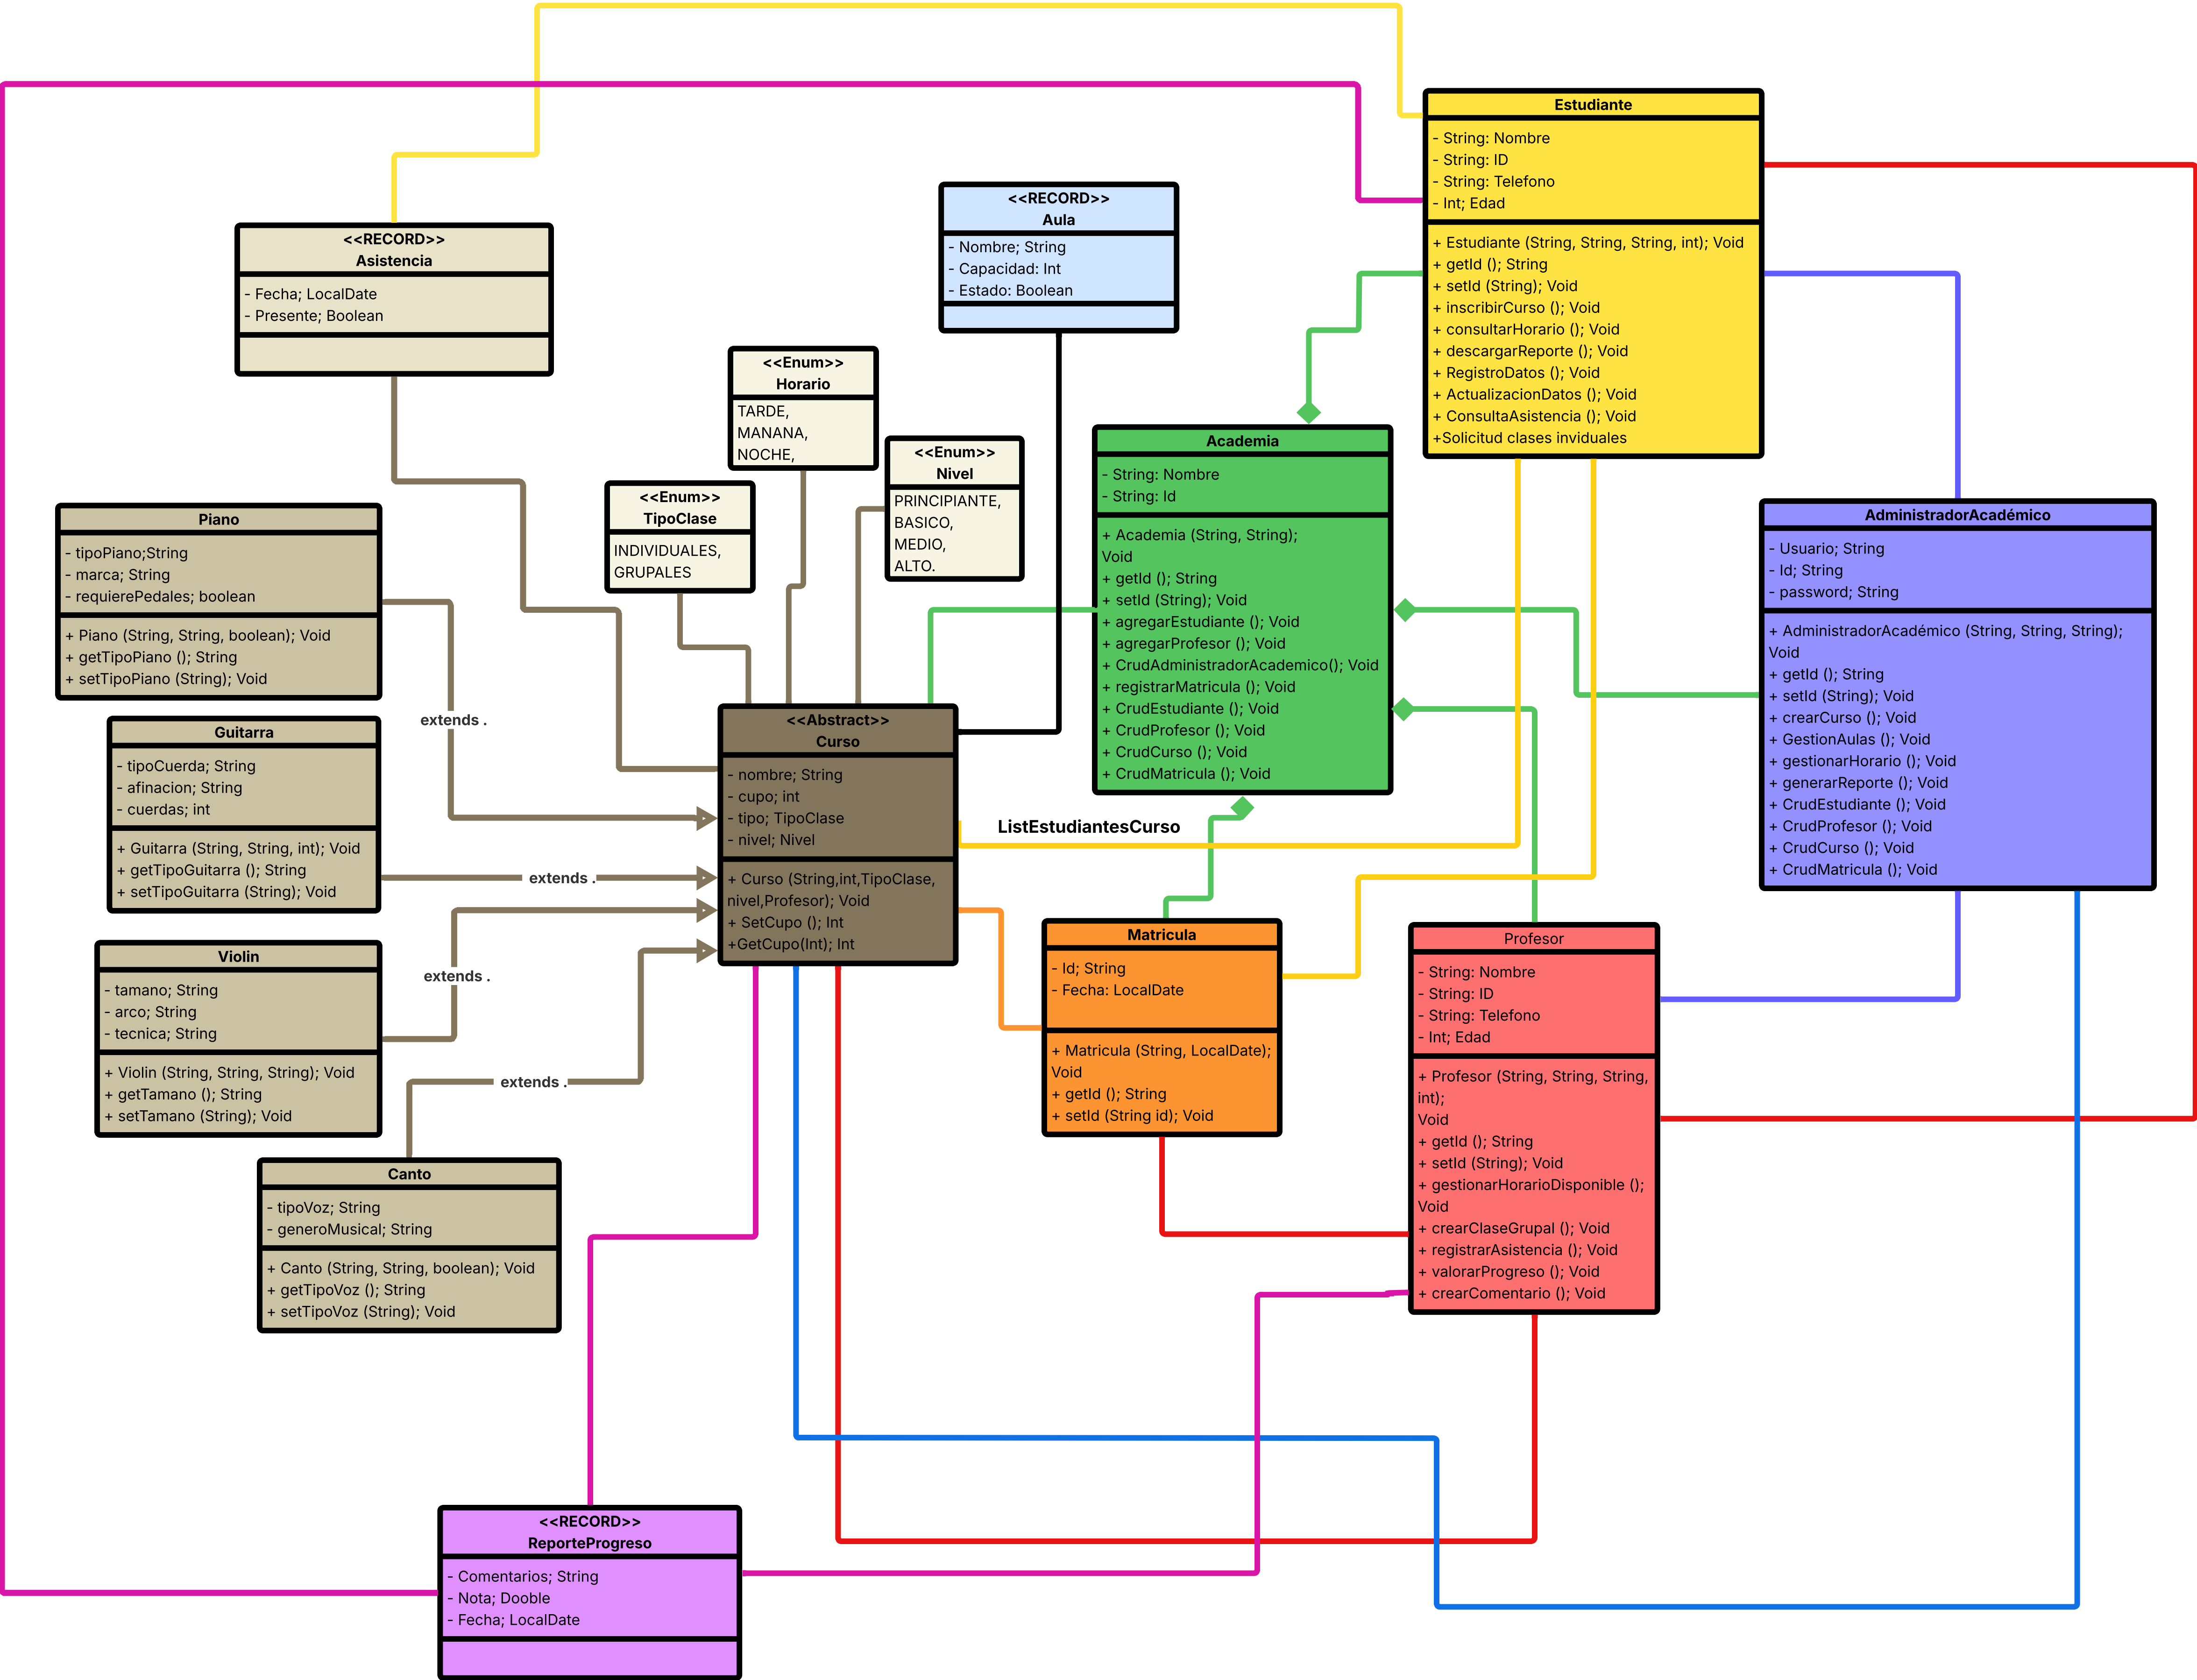 Estudiante
- String: Nombre
- String: ID
- String: Telefono
- Int; Edad
+ Estudiante (String, String, String, int); Void
+ getId (); String
+ setId (String); Void
+ inscribirCurso (); Void
+ consultarHorario (); Void
+ descargarReporte (); Void
+ RegistroDatos (); Void
+ ActualizacionDatos (); Void
+ ConsultaAsistencia (); Void
+Solicitud clases inviduales
<<RECORD>>
Aula
- Nombre; String
- Capacidad: Int
- Estado: Boolean
<<RECORD>>
Asistencia
- Fecha; LocalDate
- Presente; Boolean
<<Enum>>
Horario
TARDE,
MANANA,
NOCHE,
<<Enum>>
Nivel
PRINCIPIANTE,
BASICO,
MEDIO,
ALTO.
<<Enum>>
TipoClase
INDIVIDUALES,
GRUPALES
Academia
- String: Nombre
- String: Id
+ Academia (String, String);
Void
+ getId (); String
+ setId (String); Void
+ agregarEstudiante (); Void
+ agregarProfesor (); Void
+ CrudAdministradorAcademico(); Void
+ registrarMatricula (); Void
+ CrudEstudiante (); Void
+ CrudProfesor (); Void
+ CrudCurso (); Void
+ CrudMatricula (); Void
AdministradorAcadémico
- Usuario; String
- Id; String
- password; String
+ AdministradorAcadémico (String, String, String);
Void
+ getId (); String
+ setId (String); Void
+ crearCurso (); Void
+ GestionAulas (); Void
+ gestionarHorario (); Void
+ generarReporte (); Void
+ CrudEstudiante (); Void
+ CrudProfesor (); Void
+ CrudCurso (); Void
+ CrudMatricula (); Void
Piano
- tipoPiano;String
- marca; String
- requierePedales; boolean
+ Piano (String, String, boolean); Void
+ getTipoPiano (); String
+ setTipoPiano (String); Void
extends .
Guitarra
- tipoCuerda; String
- afinacion; String
- cuerdas; int
+ Guitarra (String, String, int); Void
+ getTipoGuitarra (); String
+ setTipoGuitarra (String); Void
extends .
<<Abstract>>
Curso
- nombre; String
- cupo; int
- tipo; TipoClase
- nivel; Nivel
+ Curso (String,int,TipoClase,
nivel,Profesor); Void
+ SetCupo (); Int
+GetCupo(Int); Int
ListEstudiantesCurso
Violin
- tamano; String
- arco; String
- tecnica; String
+ Violin (String, String, String); Void
+ getTamano (); String
+ setTamano (String); Void
extends .
Matricula
- Id; String
- Fecha: LocalDate
+ Matricula (String, LocalDate);
Void
+ getId (); String
+ setId (String id); Void
Profesor
- String: Nombre
- String: ID
- String: Telefono
- Int; Edad
+ Profesor (String, String, String,
int);
Void
+ getId (); String
+ setId (String); Void
+ gestionarHorarioDisponible ();
Void
+ crearClaseGrupal (); Void
+ registrarAsistencia (); Void
+ valorarProgreso (); Void
+ crearComentario (); Void
extends .
Canto
- tipoVoz; String
- generoMusical; String
+ Canto (String, String, boolean); Void
+ getTipoVoz (); String
+ setTipoVoz (String); Void
<<RECORD>>
ReporteProgreso
- Comentarios; String
- Nota; Dooble
- Fecha; LocalDate